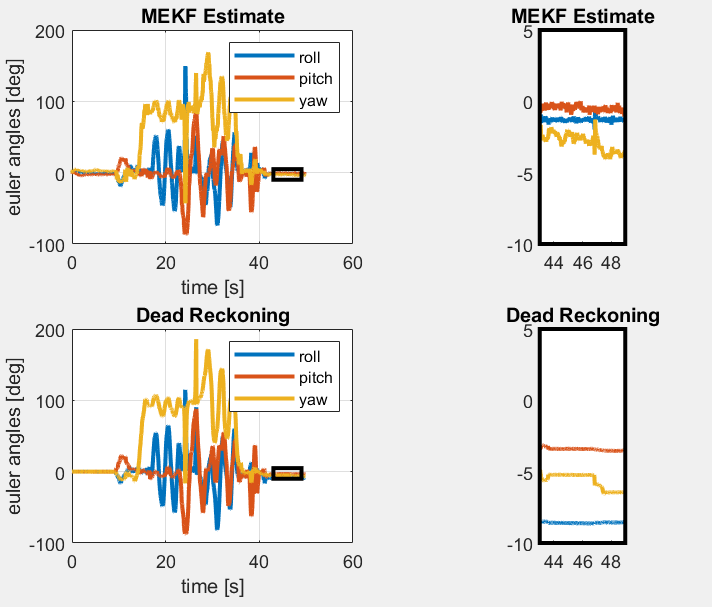 MEKF Estimate
200
100
0
-50
-100
euler angles [deg]
roll
pitch
yaw
0
20
40
60
time [s]
MEKF Estimate
5
0
-5
-10
44
46
48
Dead Reckoning
200
100
0
-100
euler angles [deg]
roll
pitch
yaw
0
20
40
60
time [s]
Dead Reckoning
5
0
-5
-10
44
46
48